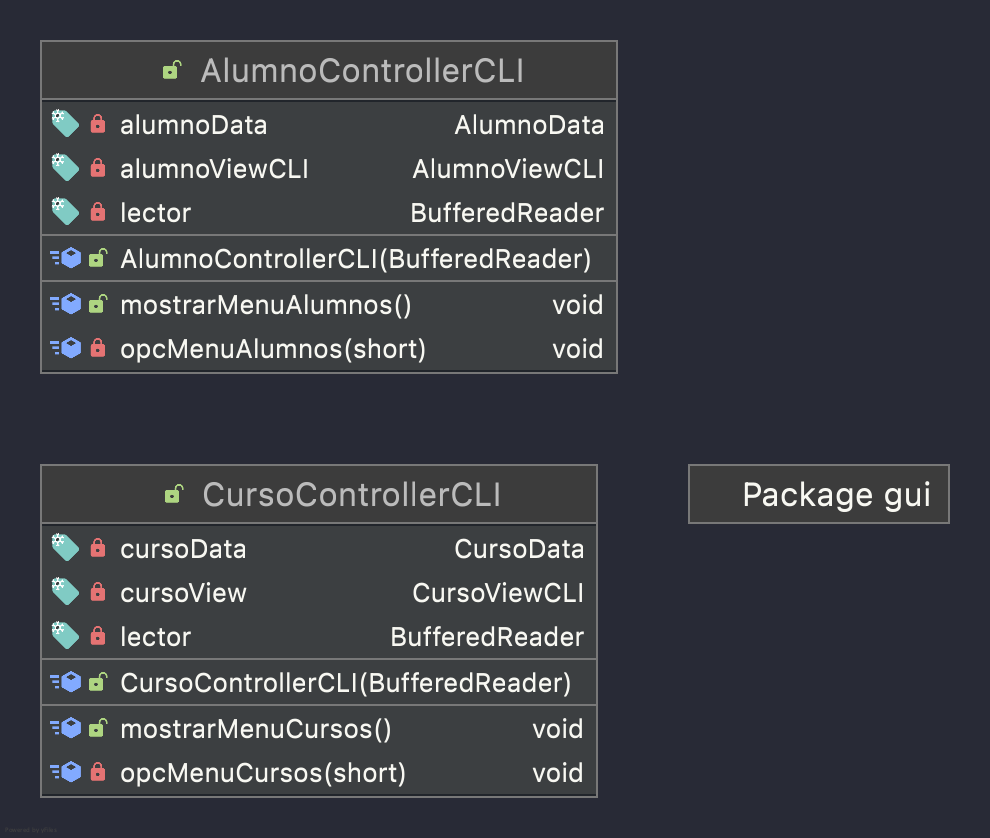 AlumnoControllerCLI
alumnoData AlumnoData
alumnoViewCLI AlumnoViewCLI
lector BufferedReader
AlumnoControllerCLI(BufferedReader)
mostrarMenuAlumnos() void
opcMenuAlumnos(short) void
CursoControllerCLI
cursoData CursoData
cursoView CursoViewCLI
lector BufferedReader
CursoControllerCLI(BufferedReader)
mostrarMenuCursos() void
opcMenuCursos(short) void
Package gui